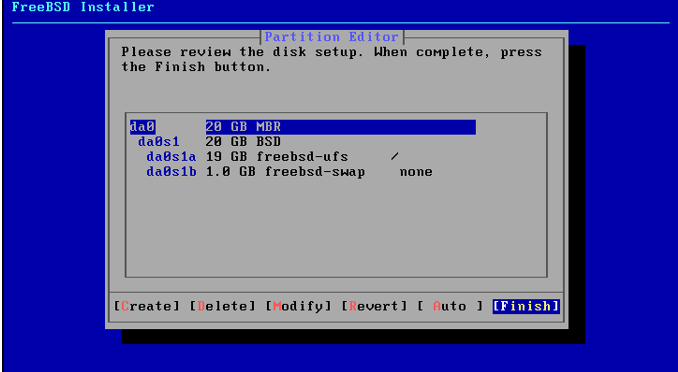 FreeBSD Installer
Partition Editor
Please review the disk setup. When complete, press
the Finish button.
da0 20 GB MBR
da0s1 20 GB BSD
da0s1a 19 GB freebsd-ufs /
da0s1b 1.0 GB freebsd-swap none
[Create] [Delete] [Modify] [Revert] [ Auto ] [Finish]